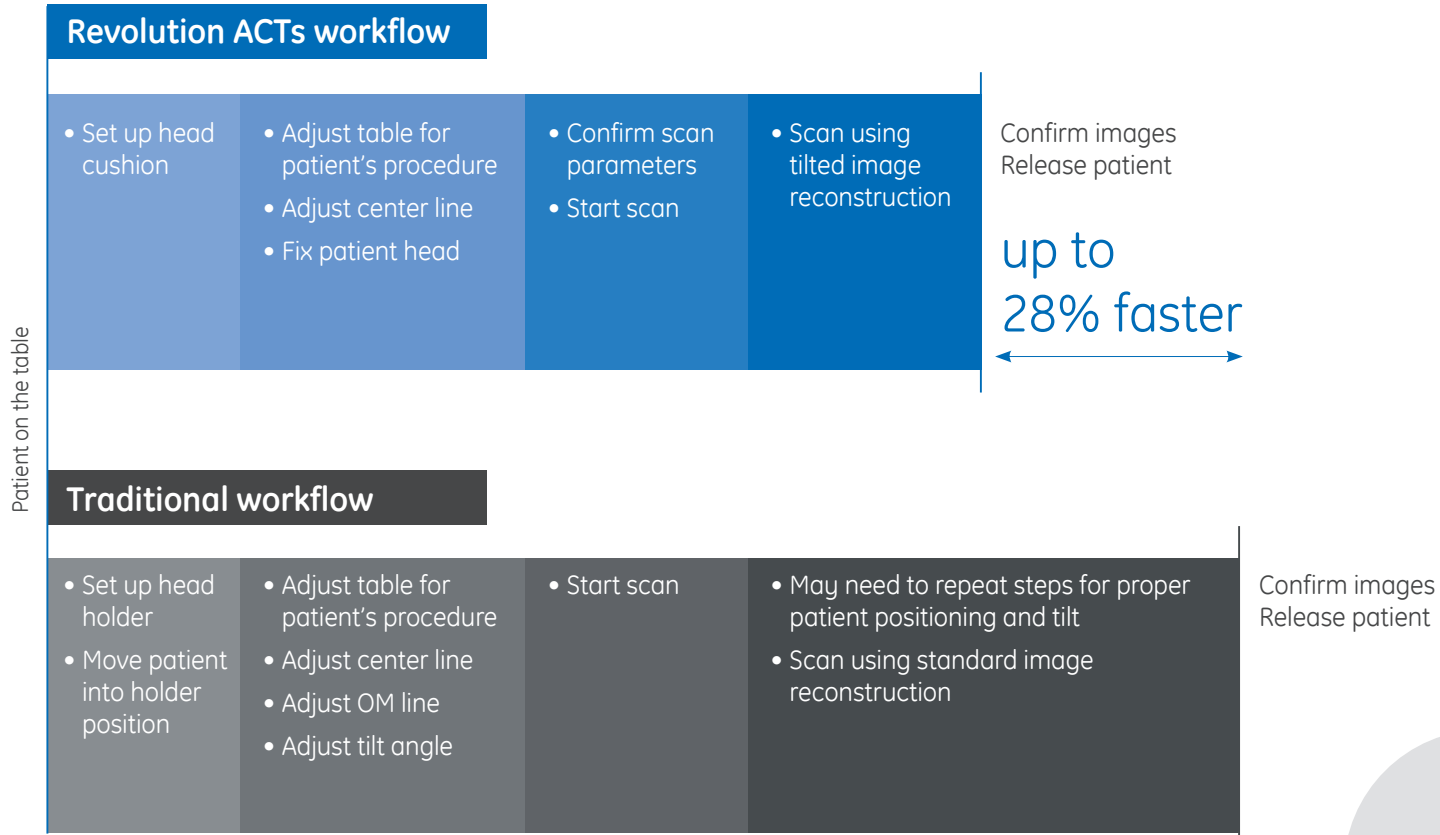 Patient on the table
Revolution ACTs workflow
• Set up head
cushion
• Adjust table for
patient's procedure
• Adjust center line
• Fix patient head
• Confirm scan
parameters
• Start scan
• Scan using
tilted image
reconstruction
Confirm images
Release patient
up to
28% faster
Traditional workflow
• Set up head
holder
• Move patient
into holder
position
• Adjust table for
patient's procedure
• Adjust center line
• Adjust OM line
• Adjust tilt angle
• Start scan
• May need to repeat steps for proper
patient positioning and tilt
• Scan using standard image
reconstruction
Confirm images
Release patient